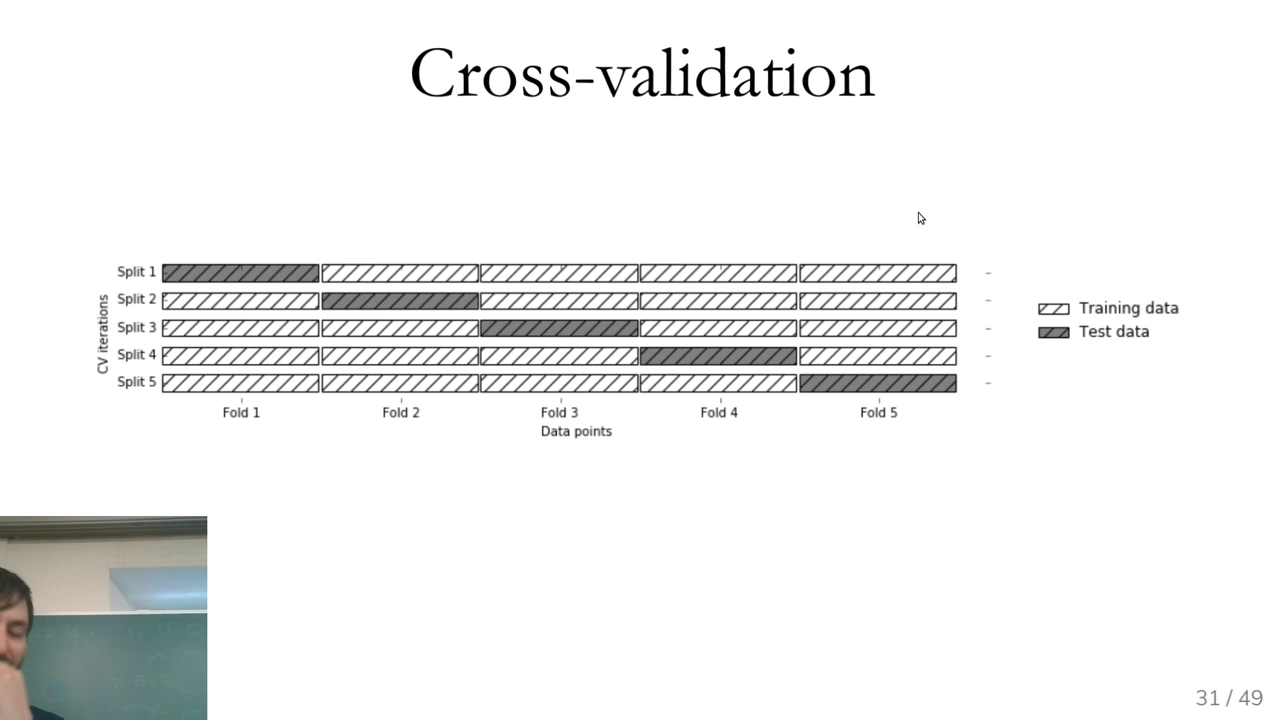 Cross-validation
Split 1
Split 2
Split 3
Split 4
Split 5
CV iterations
Fold 1 Fold 2 Fold 3 Fold 4 Fold 5
Data points
Training data
Test data
31 / 49